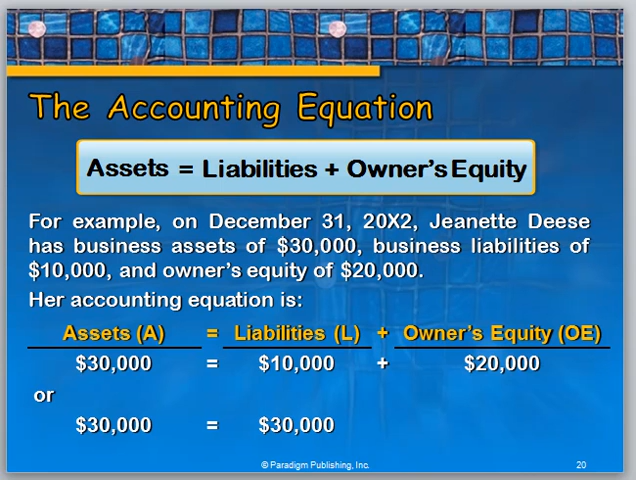 The Accounting Equation
Assets = Liabilities + Owner's Equity
For example, on December 31, 20X2, Jeanette Deese
has business assets of $30,000, business liabilities of
$10,000, and owner's equity of $20,000.
Her accounting equation is:
Assets (A) = Liabilities (L) + Owner's Equity (OE)
$30,000 = $10,000 + $20,000
or
$30,000 = $30,000
© Paradigm Publishing, Inc. 20